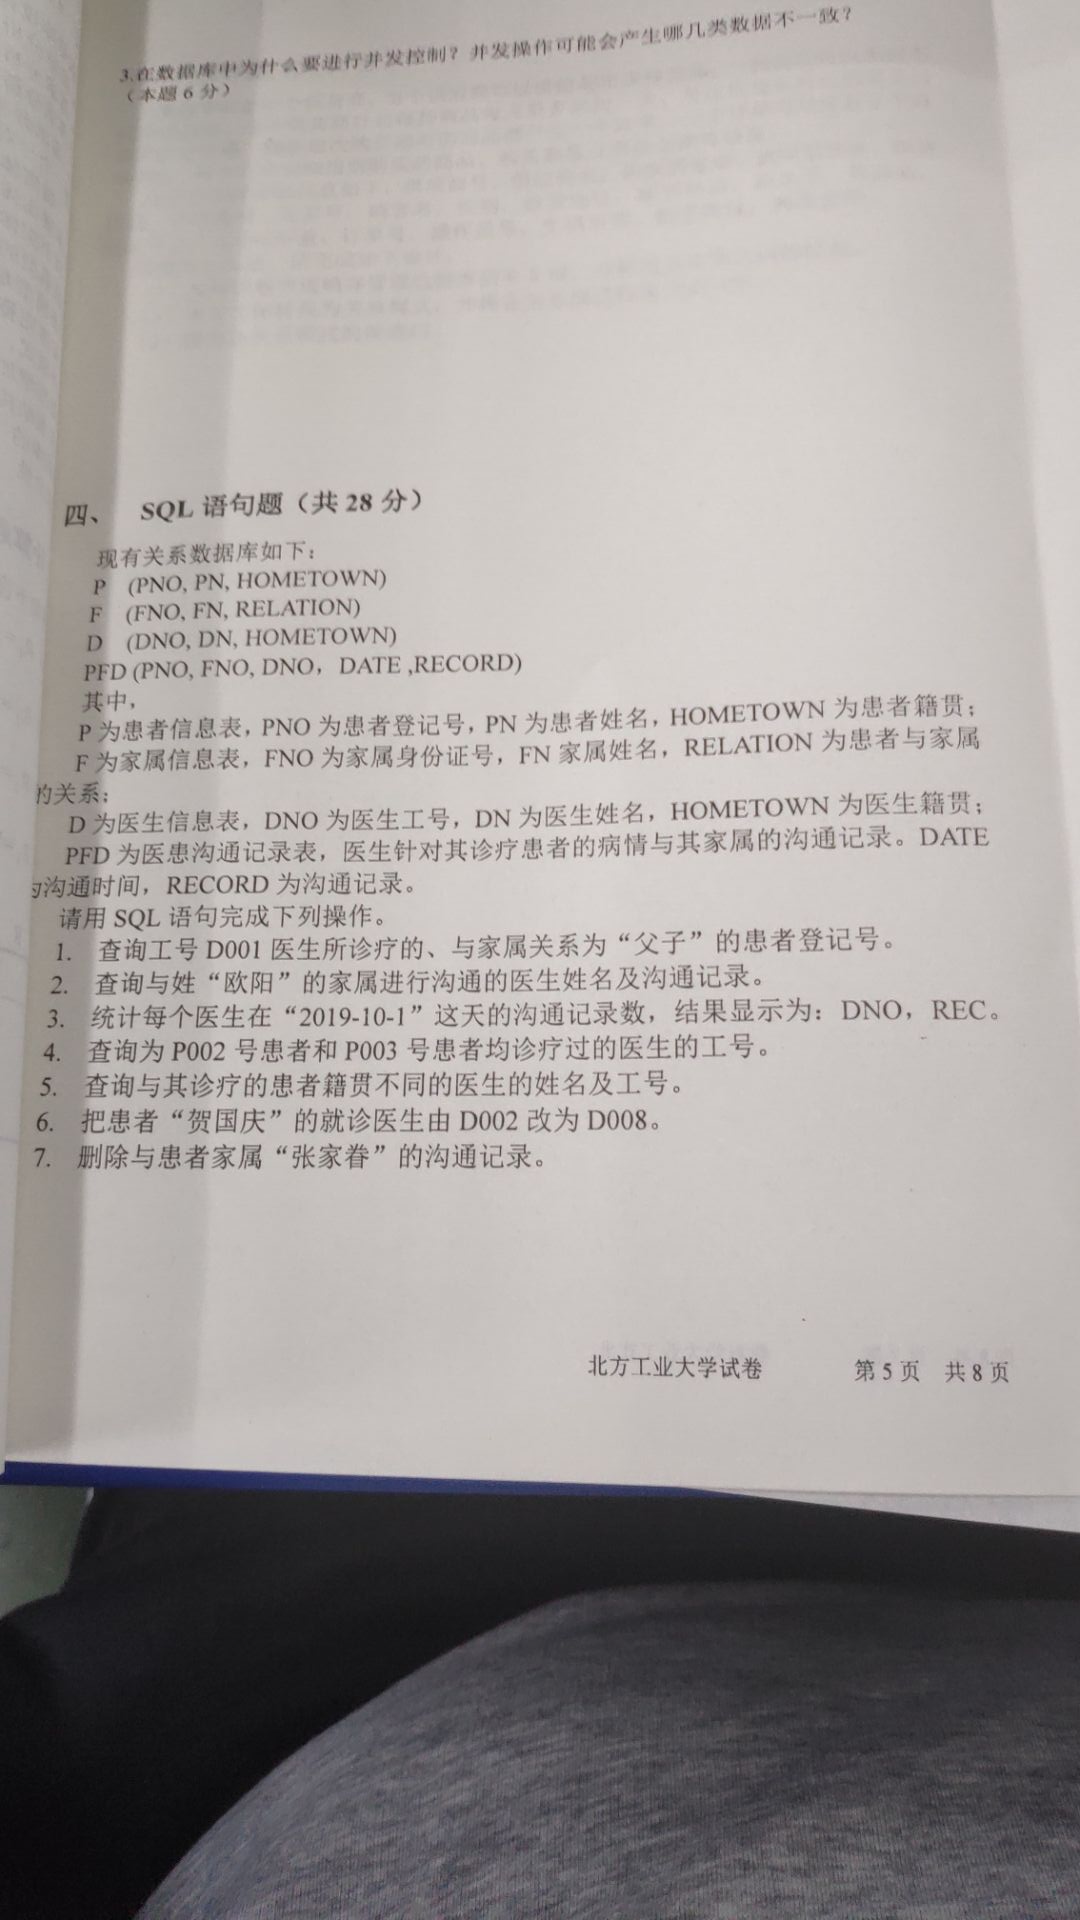 3.在数据库中为什么要进行并发控制？并发操作可能会产生哪几类数据不一致？
（本题 6 分）
四、 SQL 语句题（共 28 分）
现有关系数据库如下：
P (PNO, PN, HOMETOWN)
F (FNO, FN, RELATION)
D (DNO, DN, HOMETOWN)
PFD (PNO, FNO, DNO，DATE ,RECORD)
其中，
P 为患者信息表，PNO 为患者登记号，PN 为患者姓名，HOMETOWN 为患者籍贯；
F 为家属信息表，FNO 为家属身份证号，FN 家属姓名，RELATION 为患者与家属
的关系；
D 为医生信息表，DNO 为医生工号，DN 为医生姓名，HOMETOWN 为医生籍贯；
PFD 为医患沟通记录表，医生针对其诊疗患者的病情与其家属的沟通记录。DATE
为沟通时间，RECORD 为沟通记录。
请用 SQL 语句完成下列操作。
1. 查询工号 D001 医生所诊疗的、与家属关系为“父子”的患者登记号。
2. 查询与姓“欧阳”的家属进行沟通的医生姓名及沟通记录。
3. 统计每个医生在“2019-10-1”这天的沟通记录数，结果显示为：DNO，REC。
4. 查询为 P002 号患者和 P003 号患者均诊疗过的医生的工号。
5. 查询与其诊疗的患者籍贯不同的医生的姓名及工号。
6. 把患者“贺国庆”的就诊医生由 D002 改为 D008。
7. 删除与患者家属“张家眷”的沟通记录。
北方工业大学试卷 第 5 页 共 8 页